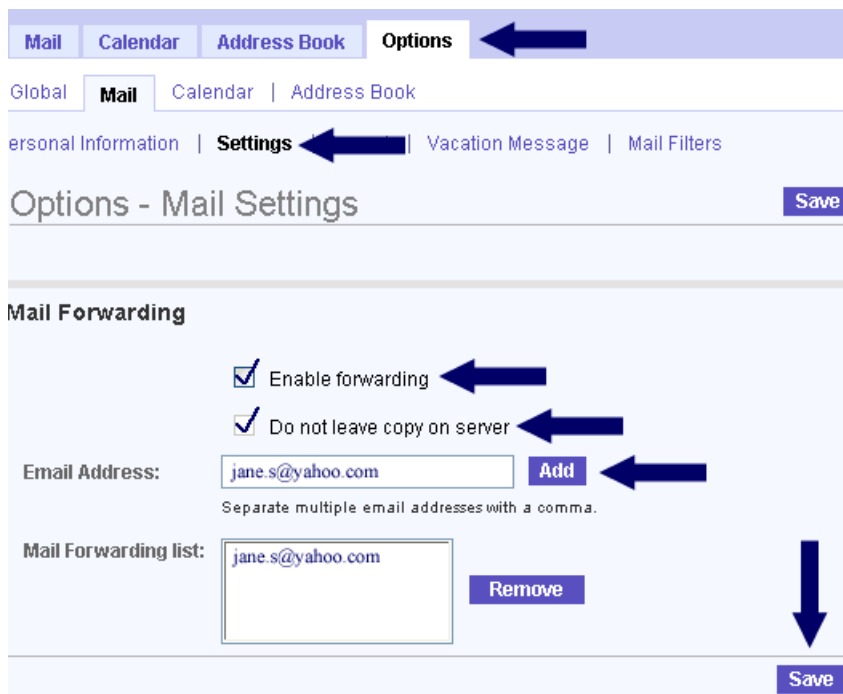 Mail Calendar Address Book Options
Global Mail Calendar | Address Book
ersonal Information | Settings | Vacation Message | Mail Filters
Options - Mail Settings Save
Mail Forwarding
Enable forwarding
Do not leave copy on server
Email Address: jane.s@yahoo.com Add
Separate multiple email addresses with a comma.
Mail Forwarding list: jane.s@yahoo.com
Remove
Save